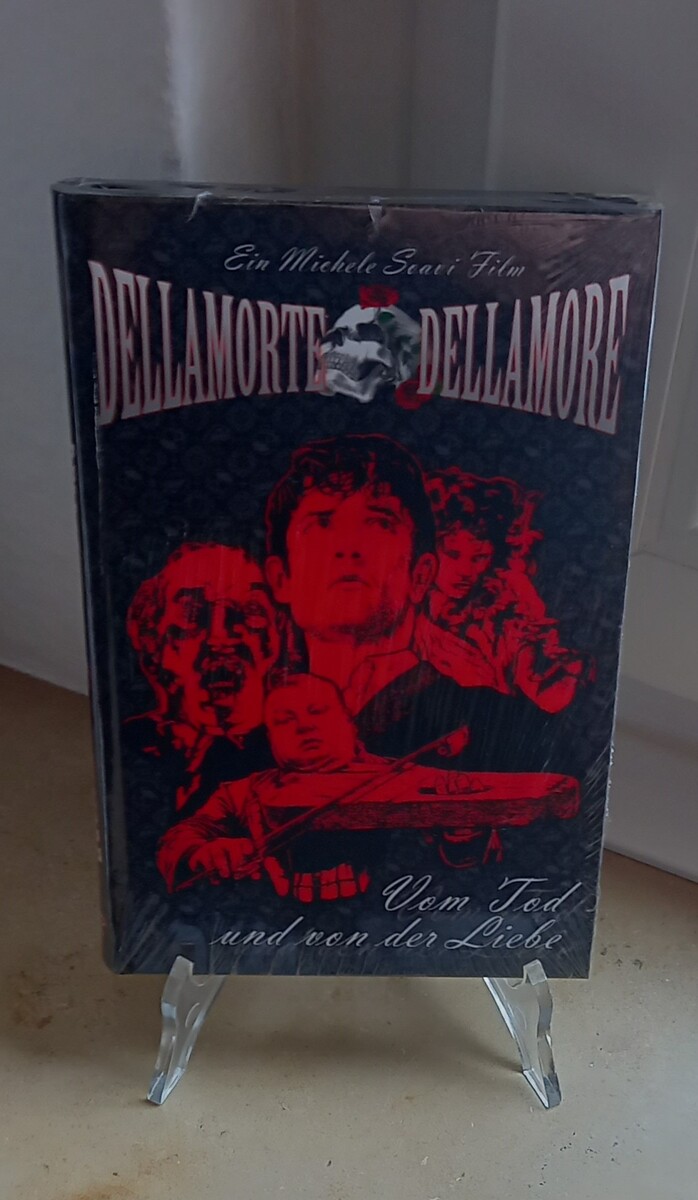 Ein Michele Soavi Film
DELLAMORTE DELLAMORE
Vom Tod
und von der Liebe